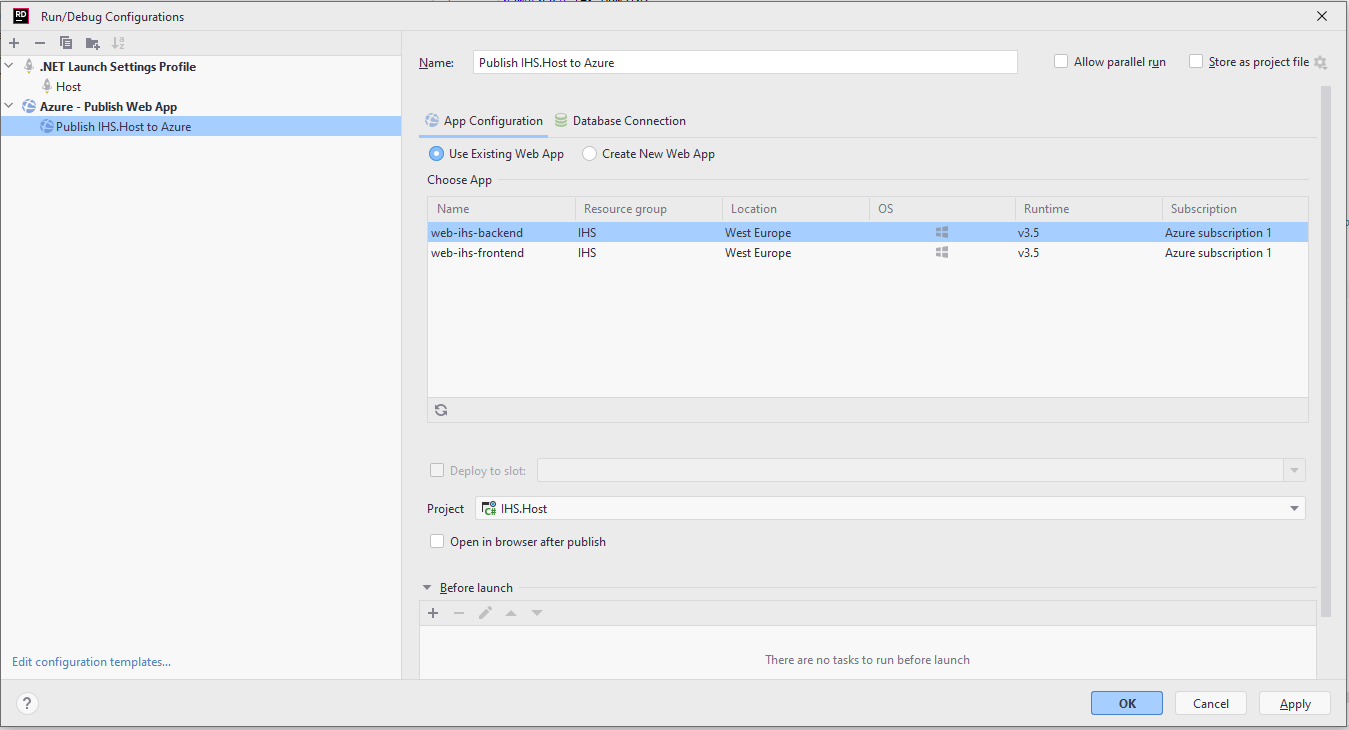 RD Run/Debug Configurations
.NET Launch Settings Profile
Host
Azure - Publish Web App
Publish IHS.Host to Azure
Edit configuration templates...
Name: Publish IHS.Host to Azure
Allow parallel run
Store as project file
App Configuration
Database Connection
Use Existing Web App
Create New Web App
Choose App
Name Resource group Location OS Runtime Subscription
web-ihs-backend IHS West Europe v3.5 Azure subscription 1
web-ihs-frontend IHS West Europe v3.5 Azure subscription 1
Deploy to slot:
Project C# IHS.Host
Open in browser after publish
Before launch
There are no tasks to run before launch
? OK Cancel Apply